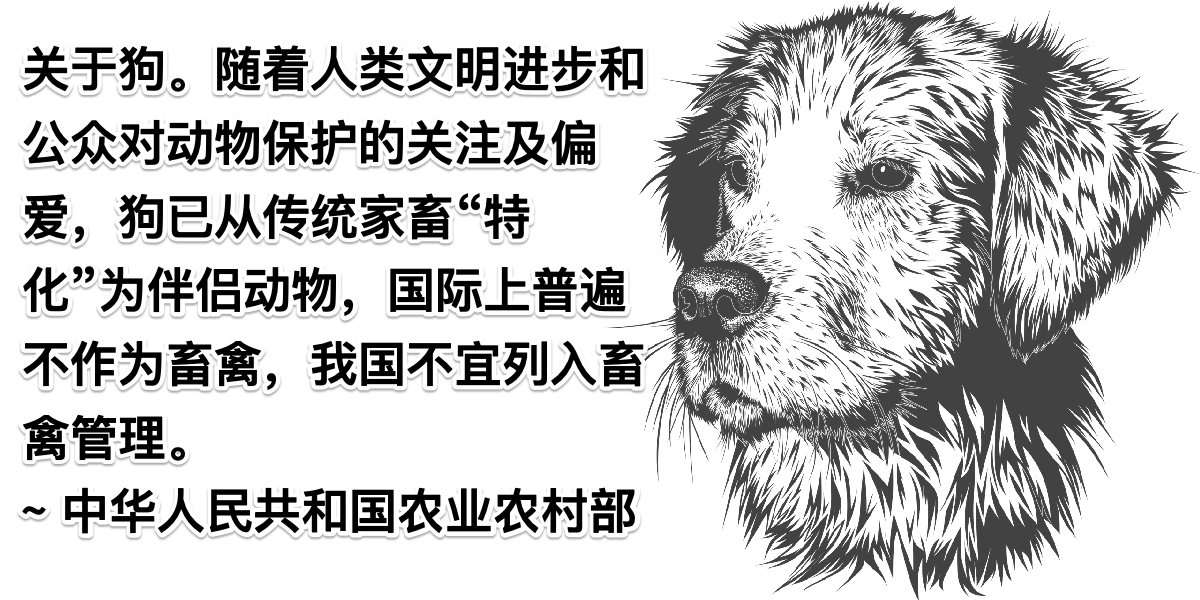 关于狗。随着人类文明进步和
公众对动物保护的关注及偏
爱，狗已从传统家畜“特
化”为伴侣动物，国际上普遍
不作为畜禽，我国不宜列入畜
禽管理。
~ 中华人民共和国农业农村部